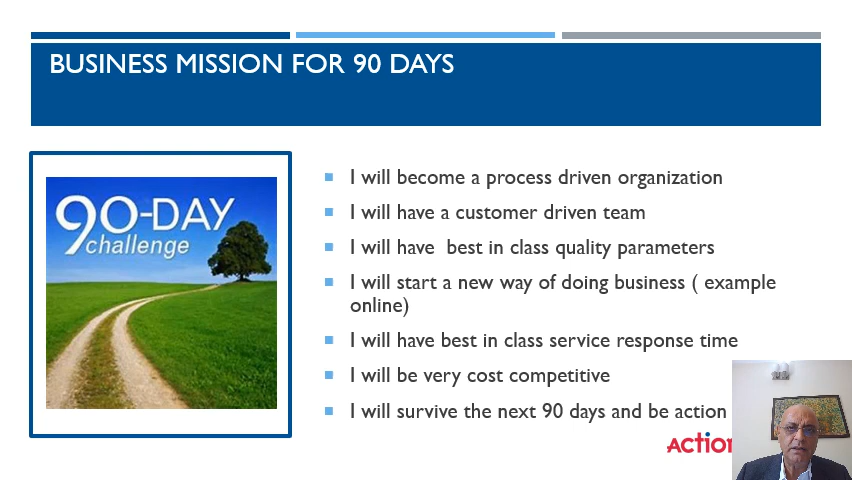 BUSINESS MISSION FOR 90 DAYS
90-DAY
challenge
I will become a process driven organization
I will have a customer driven team
I will have best in class quality parameters
I will start a new way of doing business ( example
online)
I will have best in class service response time
I will be very cost competitive
I will survive the next 90 days and be action
ACTION